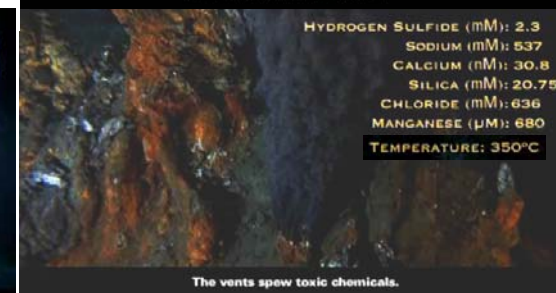 HYDROGEN SULFIDE (mM): 2.3
SODIUM (mM): 537
CALCIUM (mM): 30.8
SILICA (mM): 20.75
CHLORIDE (mM): 636
MANGANESE (µM): 680
TEMPERATURE: 350°C
The vents spew toxic chemicals.